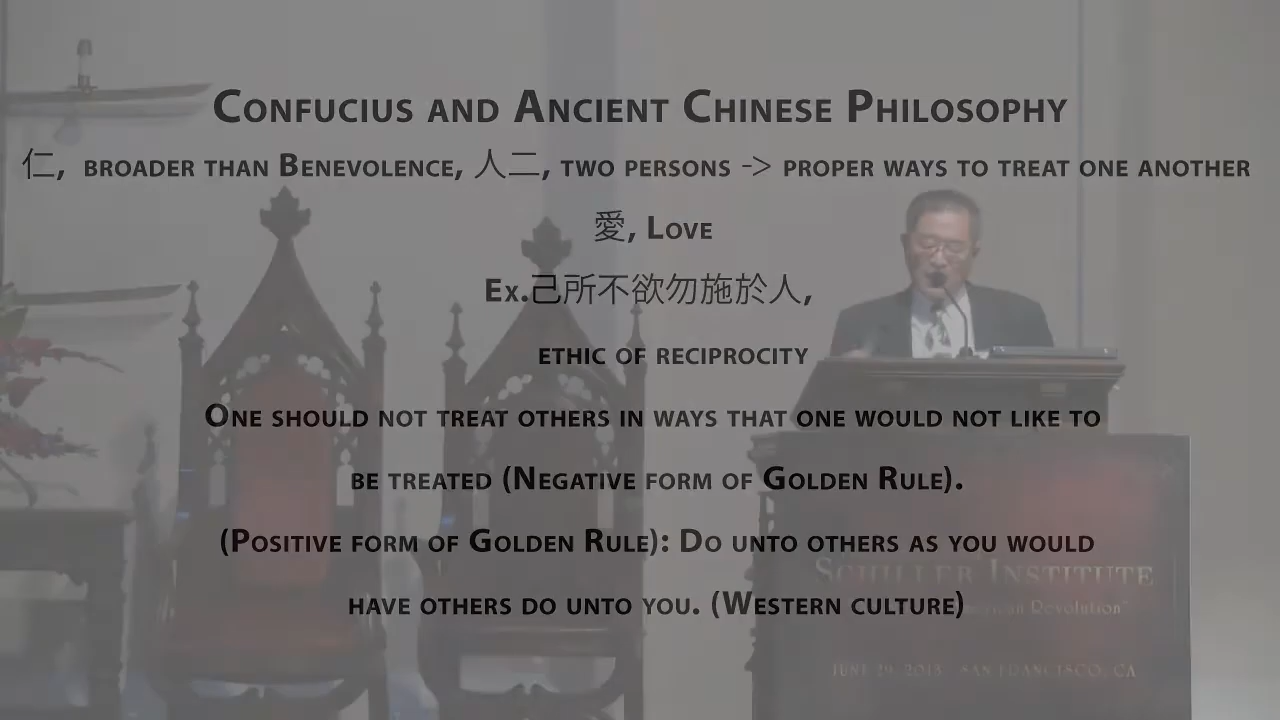 Confucius and Ancient Chinese Philosophy
仁, broader than Benevolence, 人二, two persons -> proper ways to treat one another
愛, Love
Ex.己所不欲勿施於人,
ethic of reciprocity
One should not treat others in ways that one would not like to
be treated (Negative form of Golden Rule).
(Positive form of Golden Rule): Do unto others as you would
have others do unto you. (Western culture)
Schiller Institute
June 29, 2013 San Francisco, CA